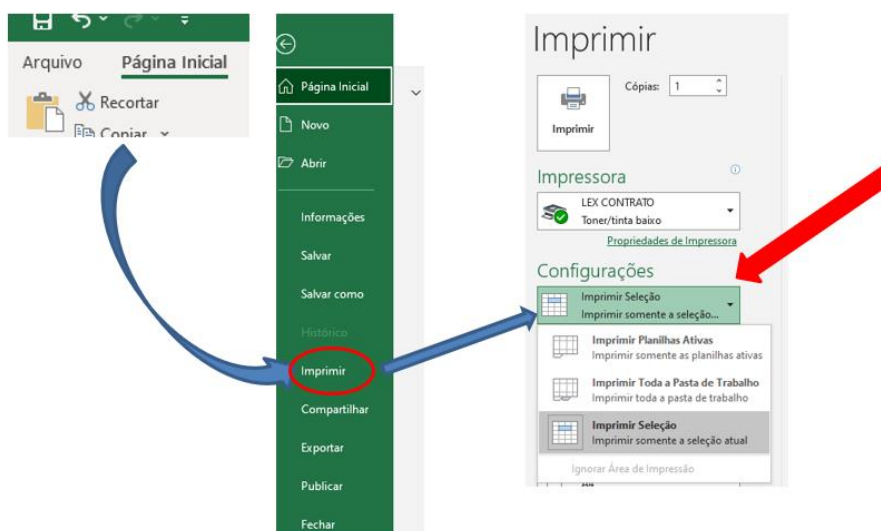 Arquivo Página Inicial
Recortar
Copiar
Página Inicial
Novo
Abrir
Informações
Salvar
Salvar como
Histórico
Imprimir
Compartilhar
Exportar
Publicar
Fechar
Imprimir
Cópias: 1
Imprimir
Impressora
LEX CONTRATO
Toner/tinta baixo
Propriedades de Impressora
Configurações
Imprimir Seleção
Imprimir somente a seleção...
Imprimir Planilhas Ativas
Imprimir somente as planilhas ativas
Imprimir Toda a Pasta de Trabalho
Imprimir toda a pasta de trabalho
Imprimir Seleção
Imprimir somente a seleção atual
Ignorar Área de Impressão